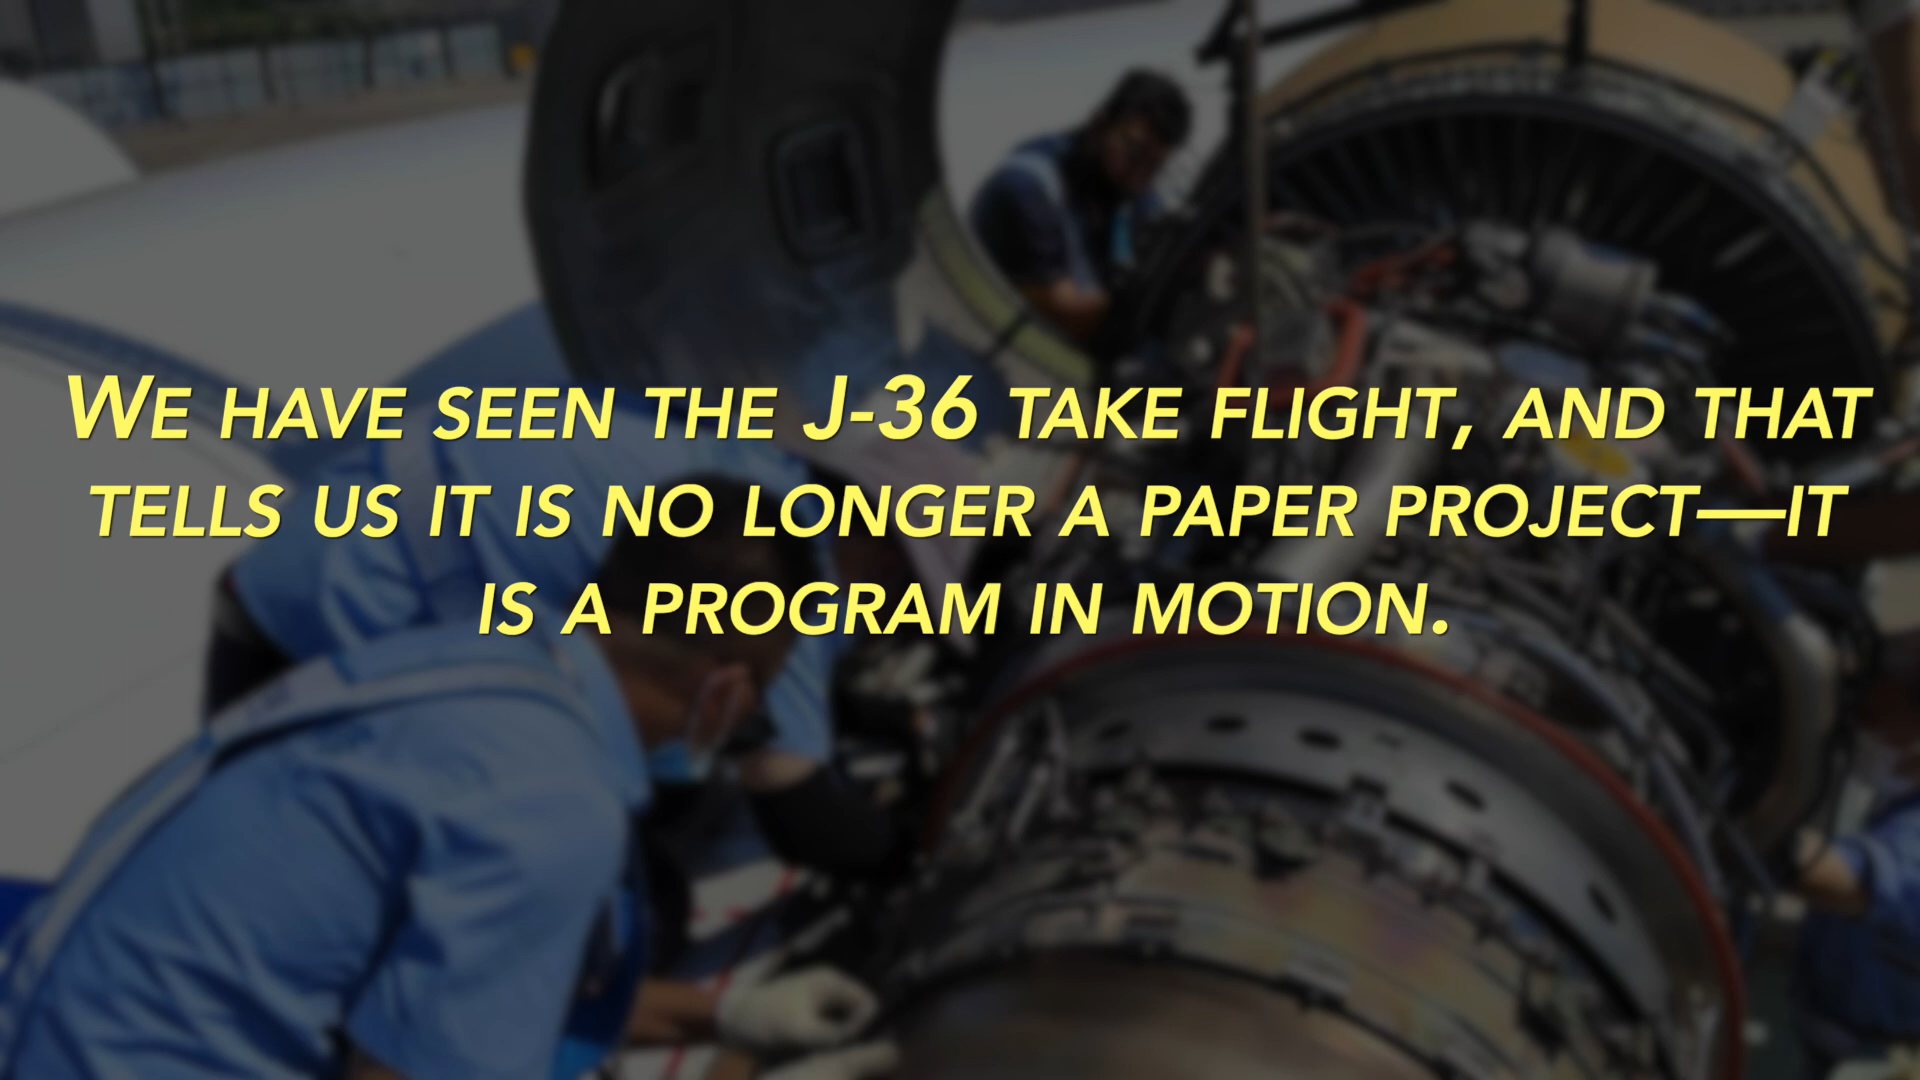 We have seen the J-36 take flight, and that
tells us it is no longer a paper project—it
is a program in motion.